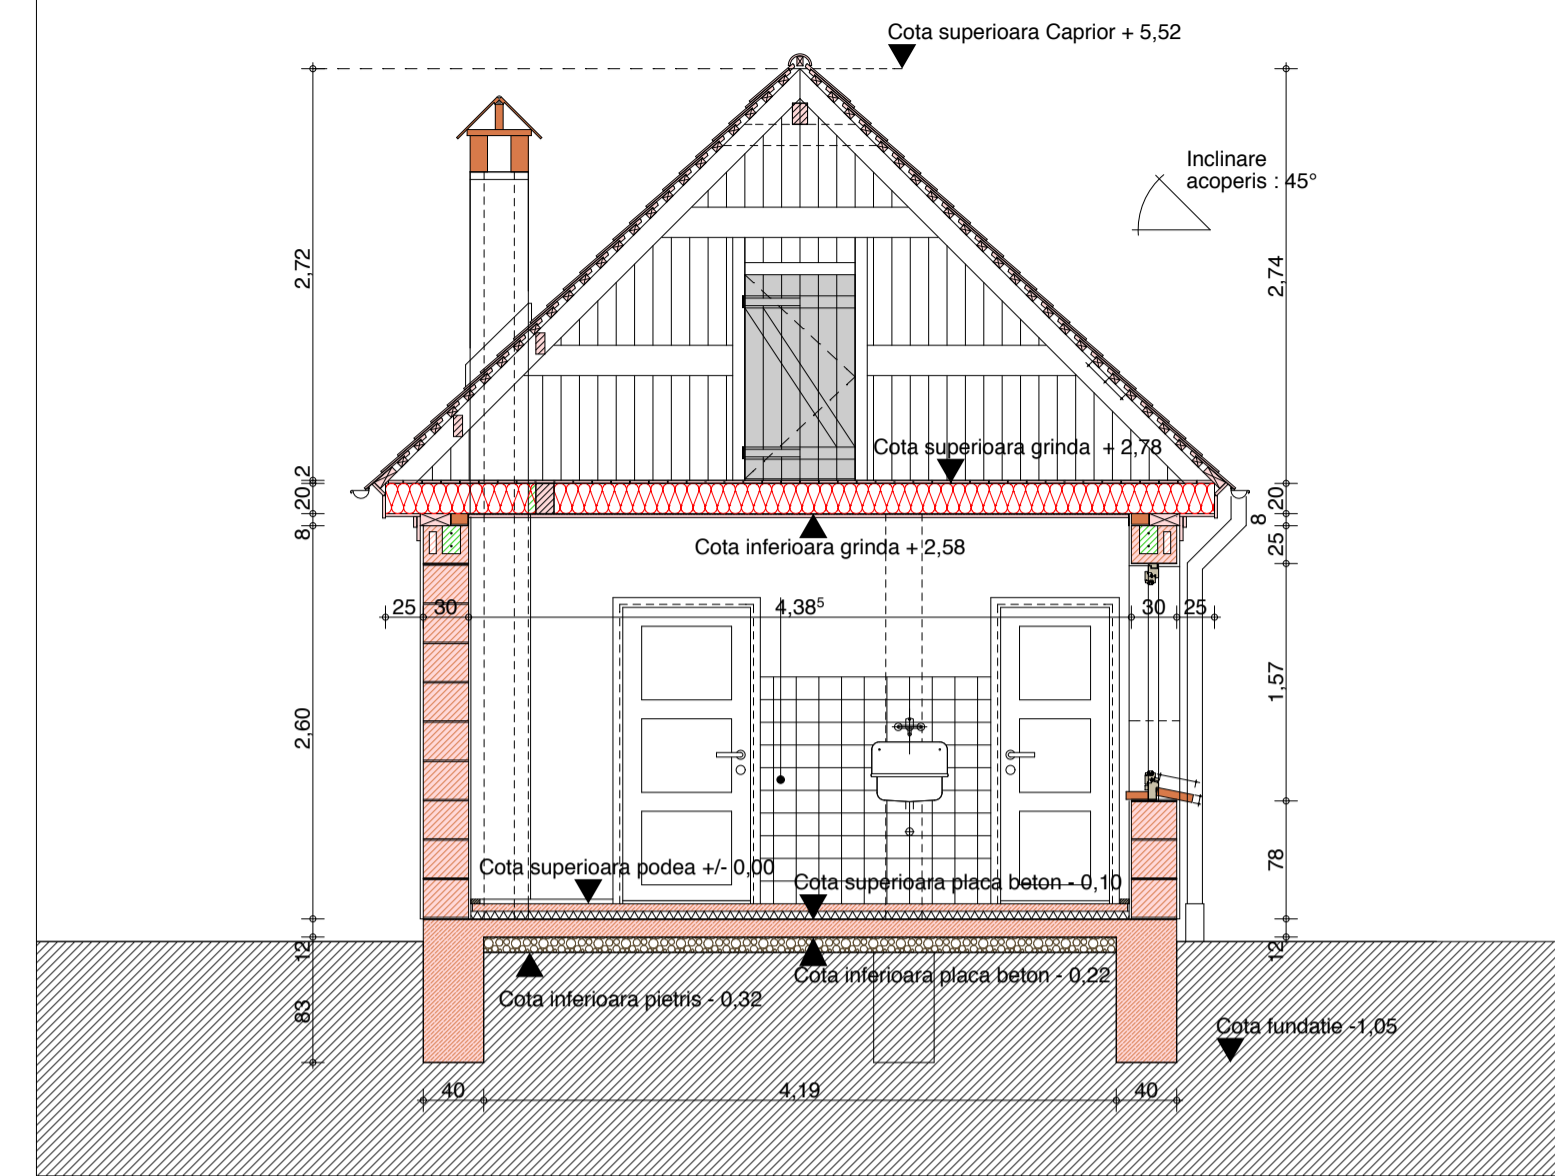 Cota superioara Caprior + 5,52
Inclinare
acoperis : 45°
2,72
2,74
Cota superioara grinda + 2,78
2
20
20
8
8
Cota inferioara grinda + 2,58
25
25
30
4,38⁵
30
25
1,57
2,60
78
Cota superioara podea +/- 0,00
Cota superioara placa beton - 0,10
12
12
Cota inferioara placa beton - 0,22
Cota inferioara pietris - 0,32
83
Cota fundatie -1,05
40
4,19
40